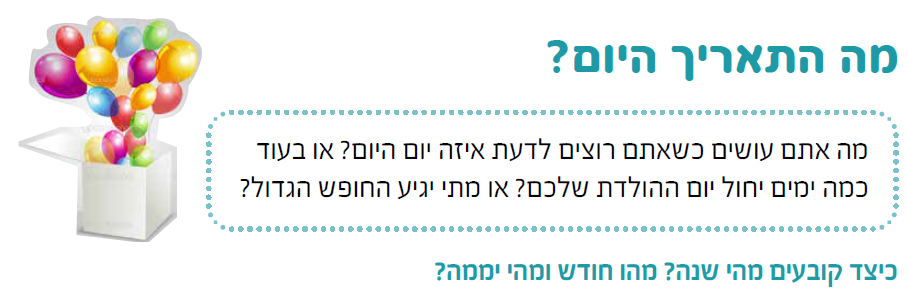 מה התאריך היום?
מה אתם עושים כשאתם רוצים לדעת איזה יום היום? או בעוד
כמה ימים יחול יום ההולדת שלכם? או מתי יגיע החופש הגדול?
כיצד קובעים מהי שנה? מהו חודש ומהי יממה?